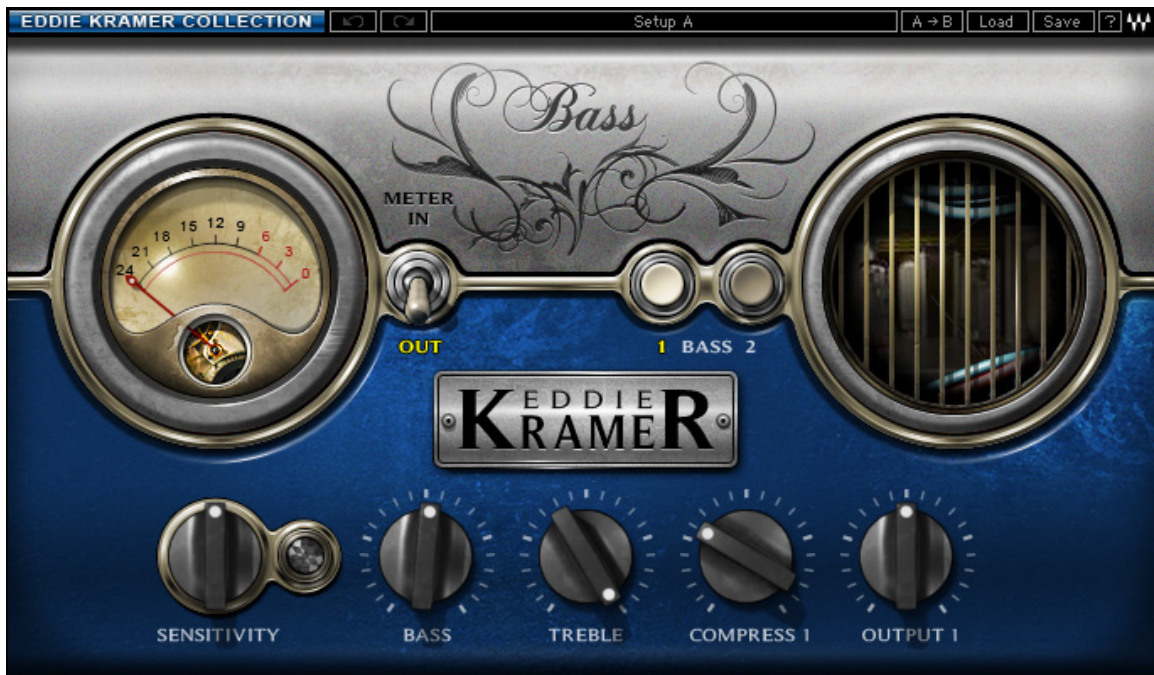 EDDIE KRAMER COLLECTION
Setup A
A→B
Load
Save
?
Bass
METER
IN
24 21 18 15 12 9 6 3 0
OUT
1 BASS 2
EDDIE
KRAMER
SENSITIVITY
BASS
TREBLE
COMPRESS 1
OUTPUT 1